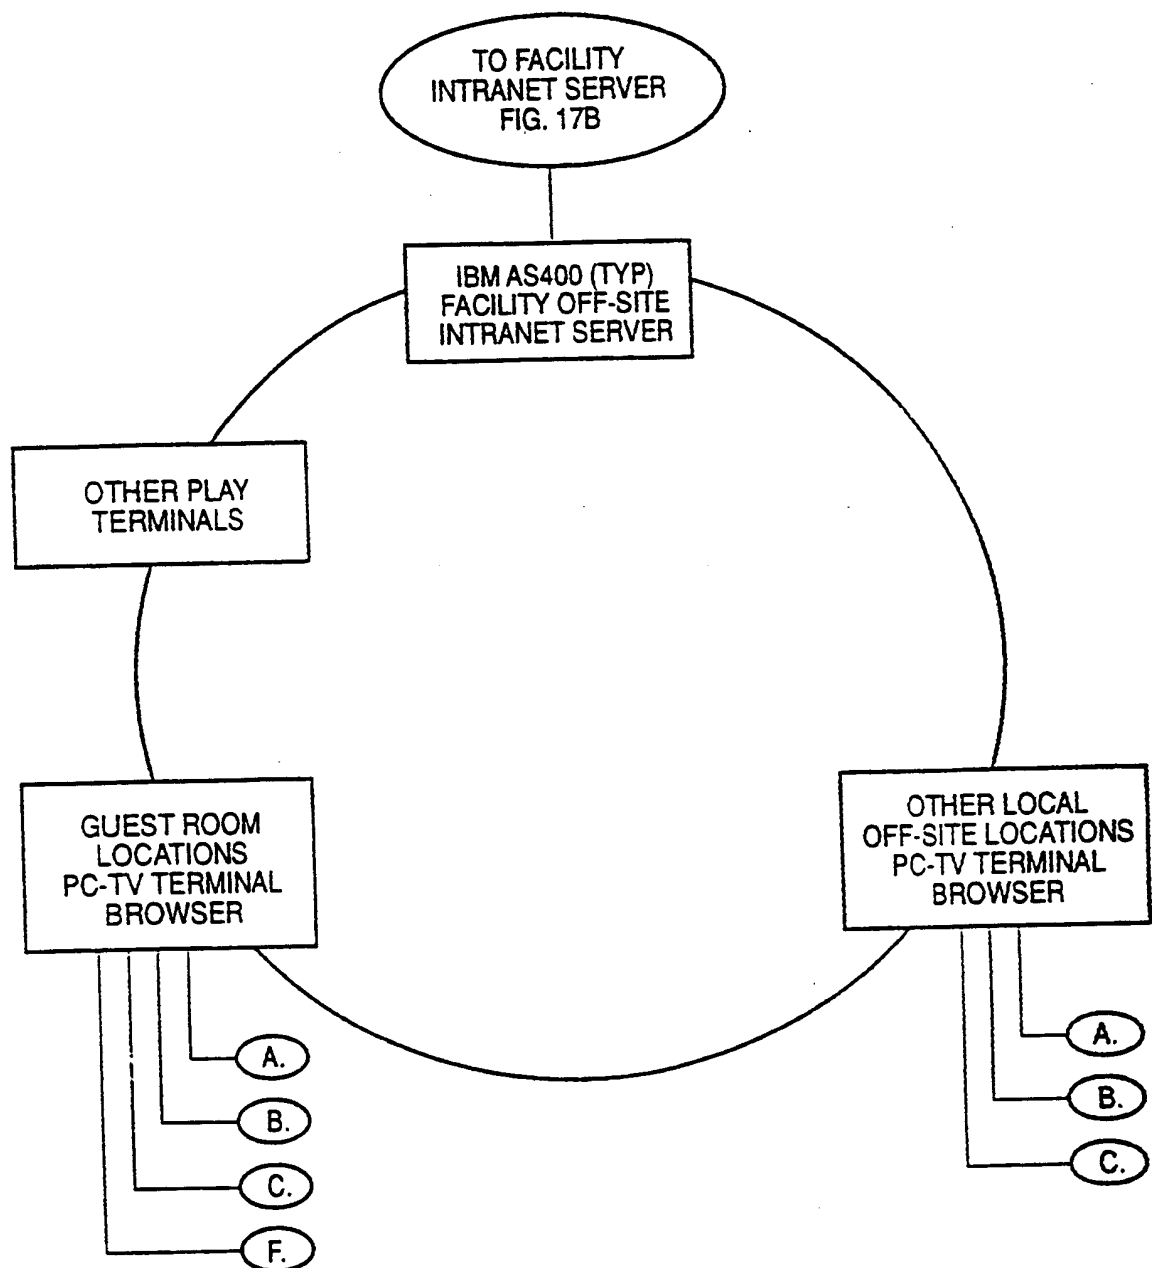 TO FACILITY
INTRANET SERVER
FIG. 17B
IBM AS400 (TYP)
FACILITY OFF-SITE
INTRANET SERVER
OTHER PLAY
TERMINALS
GUEST ROOM
LOCATIONS
PC-TV TERMINAL
BROWSER
OTHER LOCAL
OFF-SITE LOCATIONS
PC-TV TERMINAL
BROWSER
A.
B.
C.
F.
A.
B.
C.